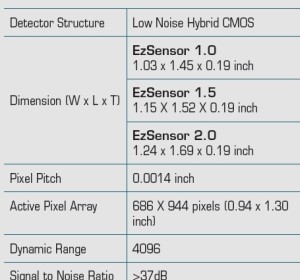 Detector Structure Low Noise Hybrid CMOS
Dimension (W x L x T)
EzSensor 1.0
1.03 x 1.45 x 0.19 inch
EzSensor 1.5
1.15 X 1.52 X 0.19 inch
EzSensor 2.0
1.24 x 1.69 x 0.19 inch
Pixel Pitch 0.0014 inch
Active Pixel Array 686 X 944 pixels (0.94 x 1.30
inch)
Dynamic Range 4096
Signal to Noise Ratio >37dB